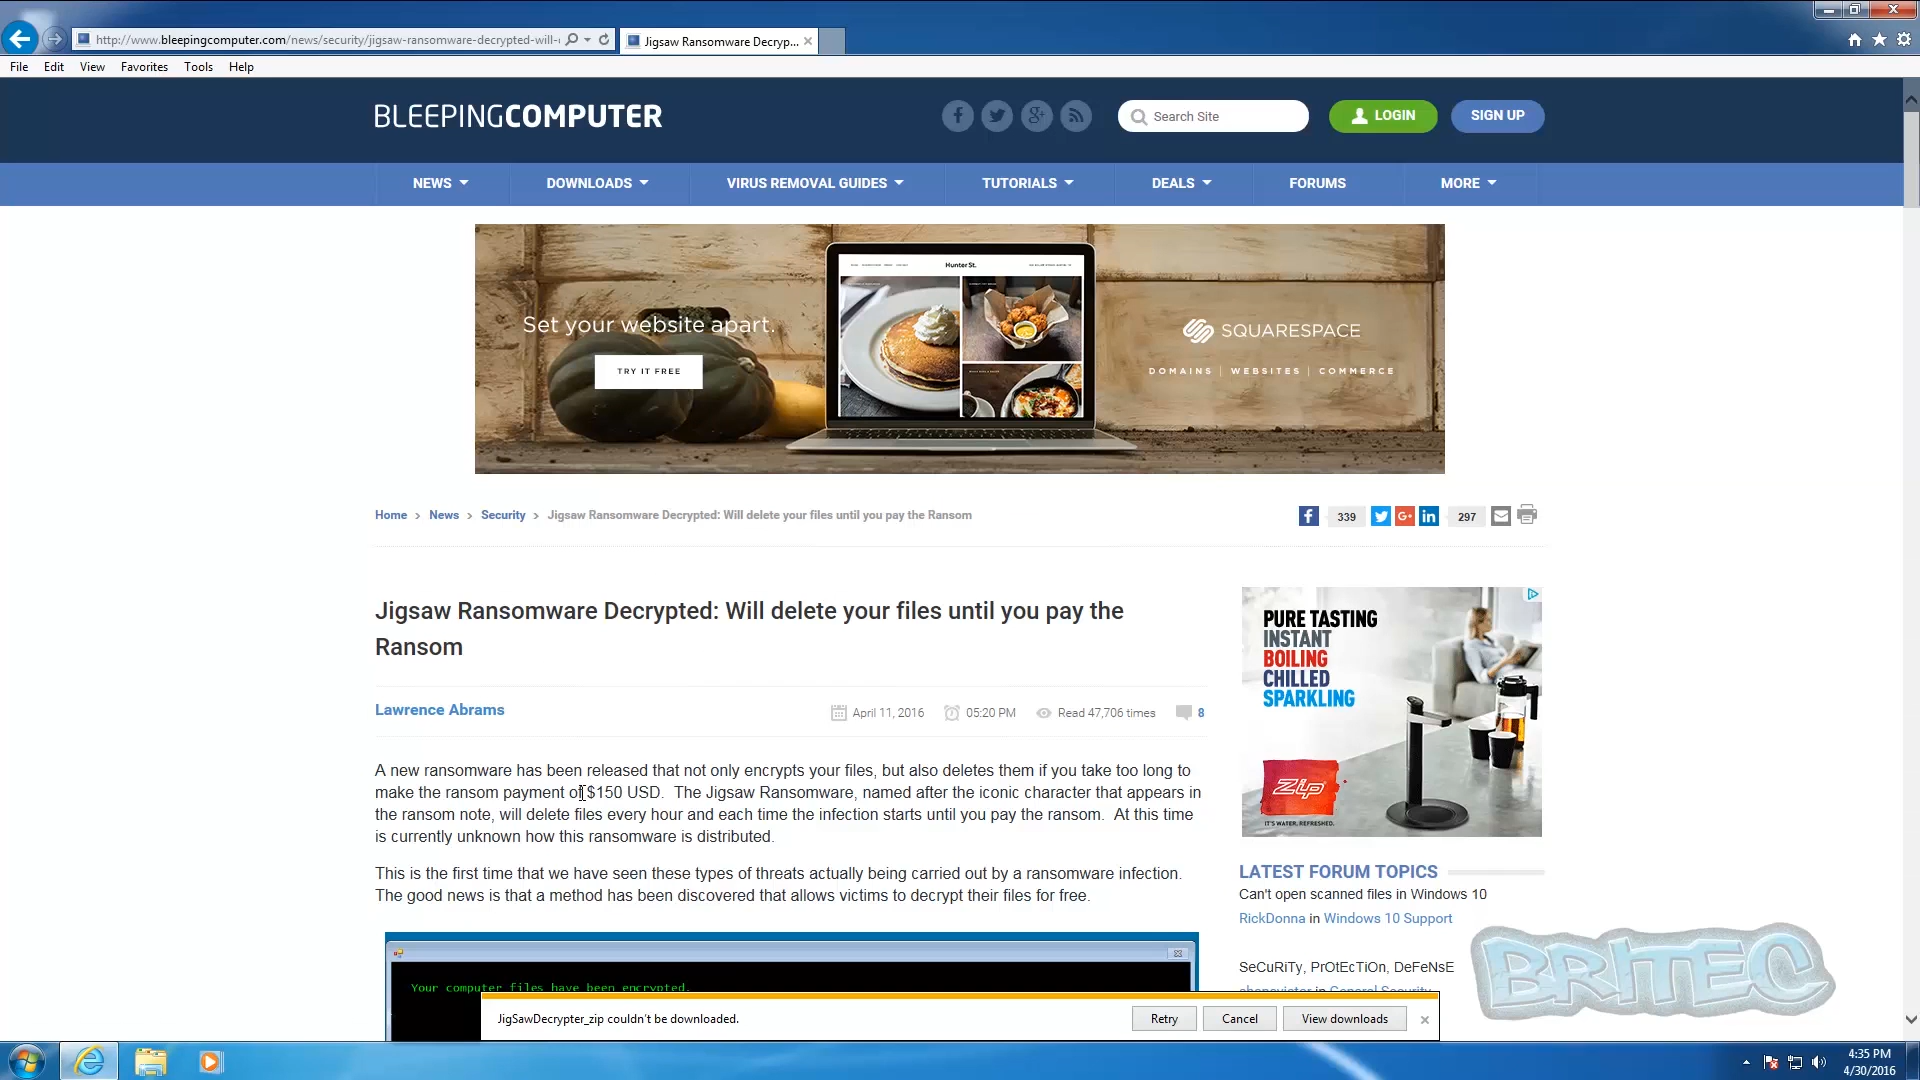 http://www.bleepingcomputer.com/news/security/jigsaw-ransomware-decrypted-will-
Jigsaw Ransomware Decryp...
File Edit View Favorites Tools Help
BLEEPINGCOMPUTER
Search Site
LOGIN
SIGN UP
NEWS DOWNLOADS VIRUS REMOVAL GUIDES TUTORIALS DEALS FORUMS MORE
Hunter St.
Set your website apart.
TRY IT FREE
SQUARESPACE
DOMAINS | WEBSITES | COMMERCE
Home > News > Security > Jigsaw Ransomware Decrypted: Will delete your files until you pay the Ransom
339
G+
in
297
Jigsaw Ransomware Decrypted: Will delete your files until you pay the
Ransom
Lawrence Abrams
April 11, 2016 05:20 PM Read 47,706 times 8
A new ransomware has been released that not only encrypts your files, but also deletes them if you take too long to
make the ransom payment of $150 USD. The Jigsaw Ransomware, named after the iconic character that appears in
the ransom note, will delete files every hour and each time the infection starts until you pay the ransom. At this time
is currently unknown how this ransomware is distributed.
This is the first time that we have seen these types of threats actually being carried out by a ransomware infection.
The good news is that a method has been discovered that allows victims to decrypt their files for free.
Your computer files have been encrypted.
PURE TASTING
INSTANT
BOILING
CHILLED
SPARKLING
Zip
IT'S WATER, REFRESHED.
LATEST FORUM TOPICS
Can't open scanned files in Windows 10
RickDonna in Windows 10 Support
SeCuRiTy, PrOtEcTiOn, DeFeNsE
in General Security
BRITEC
JigSawDecrypter_zip couldn't be downloaded.
Retry
Cancel
View downloads
4:35 PM
4/30/2016